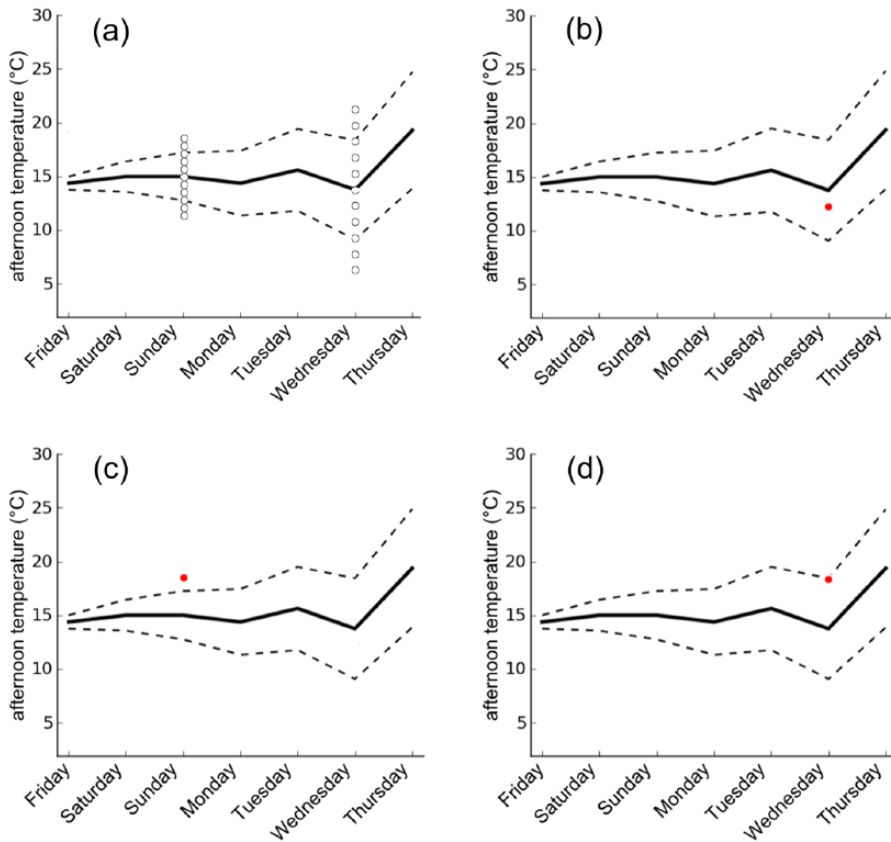 (a)
afternoon temperature (°C)
30
25
20
15
10
5
Friday
Saturday
Sunday
Monday
Tuesday
Wednesday
Thursday
(b)
afternoon temperature (°C)
30
25
20
15
10
5
Friday
Saturday
Sunday
Monday
Tuesday
Wednesday
Thursday
(c)
afternoon temperature (°C)
30
25
20
15
10
5
Friday
Saturday
Sunday
Monday
Tuesday
Wednesday
Thursday
(d)
afternoon temperature (°C)
30
25
20
15
10
5
Friday
Saturday
Sunday
Monday
Tuesday
Wednesday
Thursday